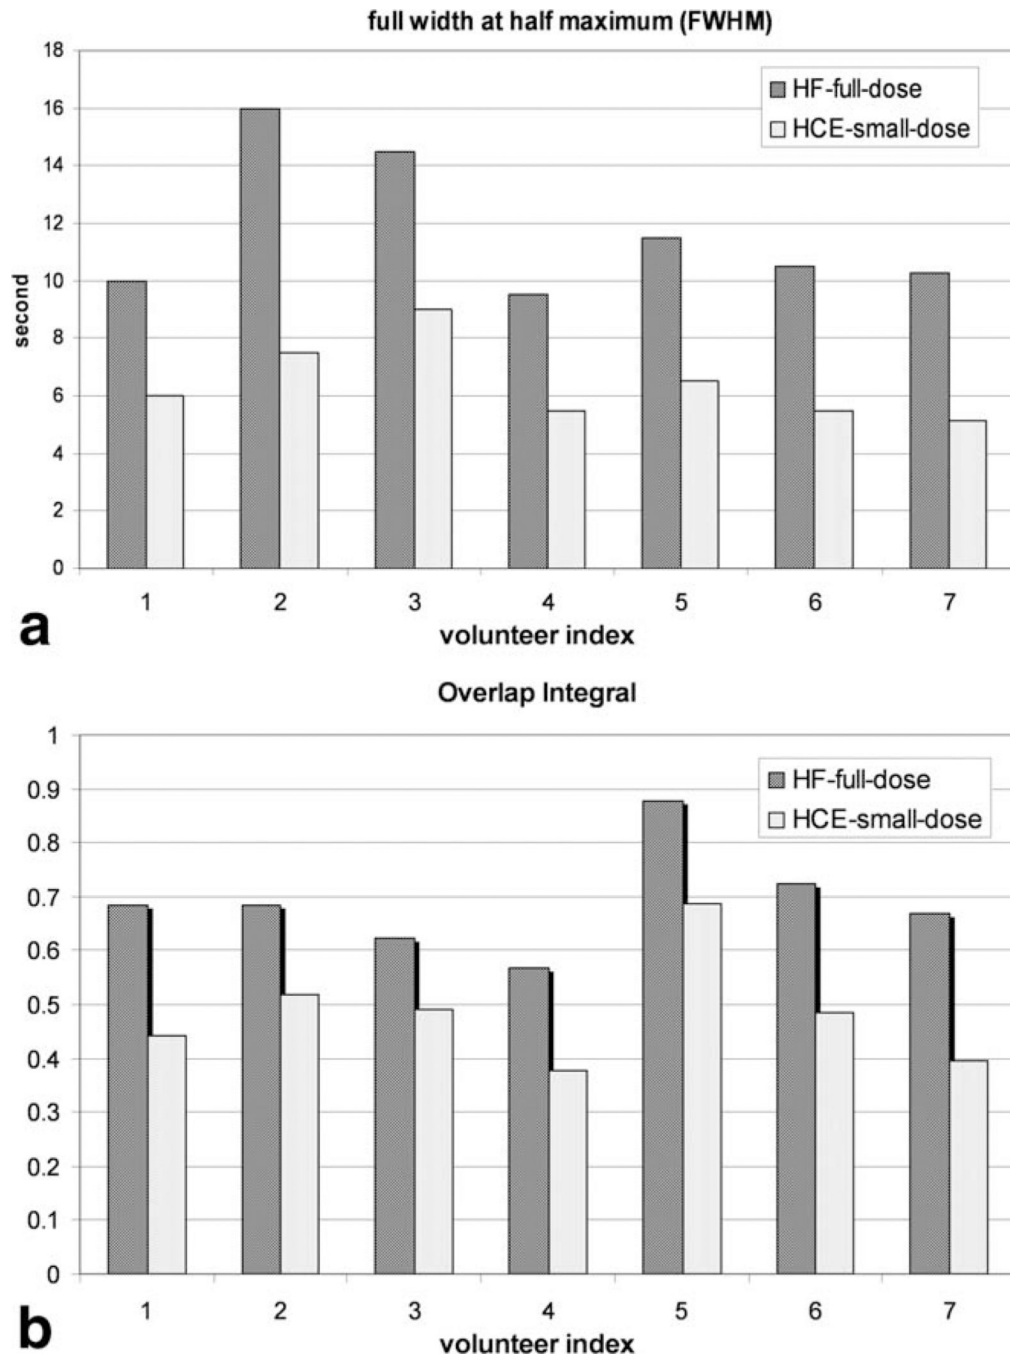 full width at half maximum (FWHM)
18
16
14
12
10
8
6
4
2
0
second
HF-full-dose
HCE-small-dose
1 2 3 4 5 6 7
volunteer index
a
Overlap Integral
1
0.9
0.8
0.7
0.6
0.5
0.4
0.3
0.2
0.1
0
HF-full-dose
HCE-small-dose
1 2 3 4 5 6 7
volunteer index
b